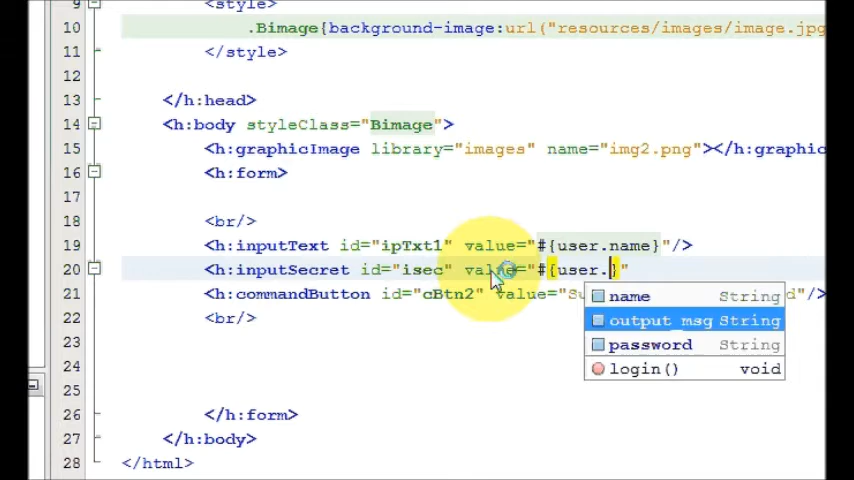 9 <style>
10 .Bimage{background-image:url("resources/images/image.jpg
11 </style>
12
13 </h:head>
14 <h:body styleClass="Bimage">
15 <h:graphicImage library="images" name="img2.png"></h:graphic
16 <h:form>
17
18 <br/>
19 <h:inputText id="ipTxt1" value="#{user.name}"/>
20 <h:inputSecret id="isec" value="#{user.}"
21 <h:commandButton id="cBtn2" value="Su d"/>
22 <br/>
23
24
25
26 </h:form>
27 </h:body>
28 </html>
name String
output_msg String
password String
login() void